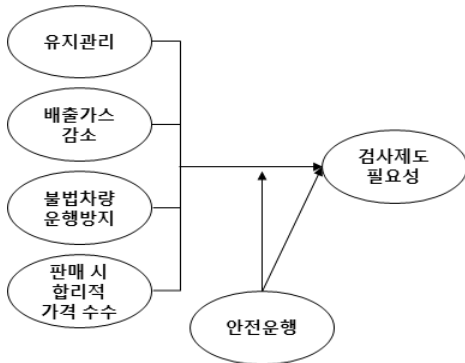 유지관리
배출가스
감소
불법차량
운행방지
판매 시
합리적
가격 수수
검사제도
필요성
안전운행